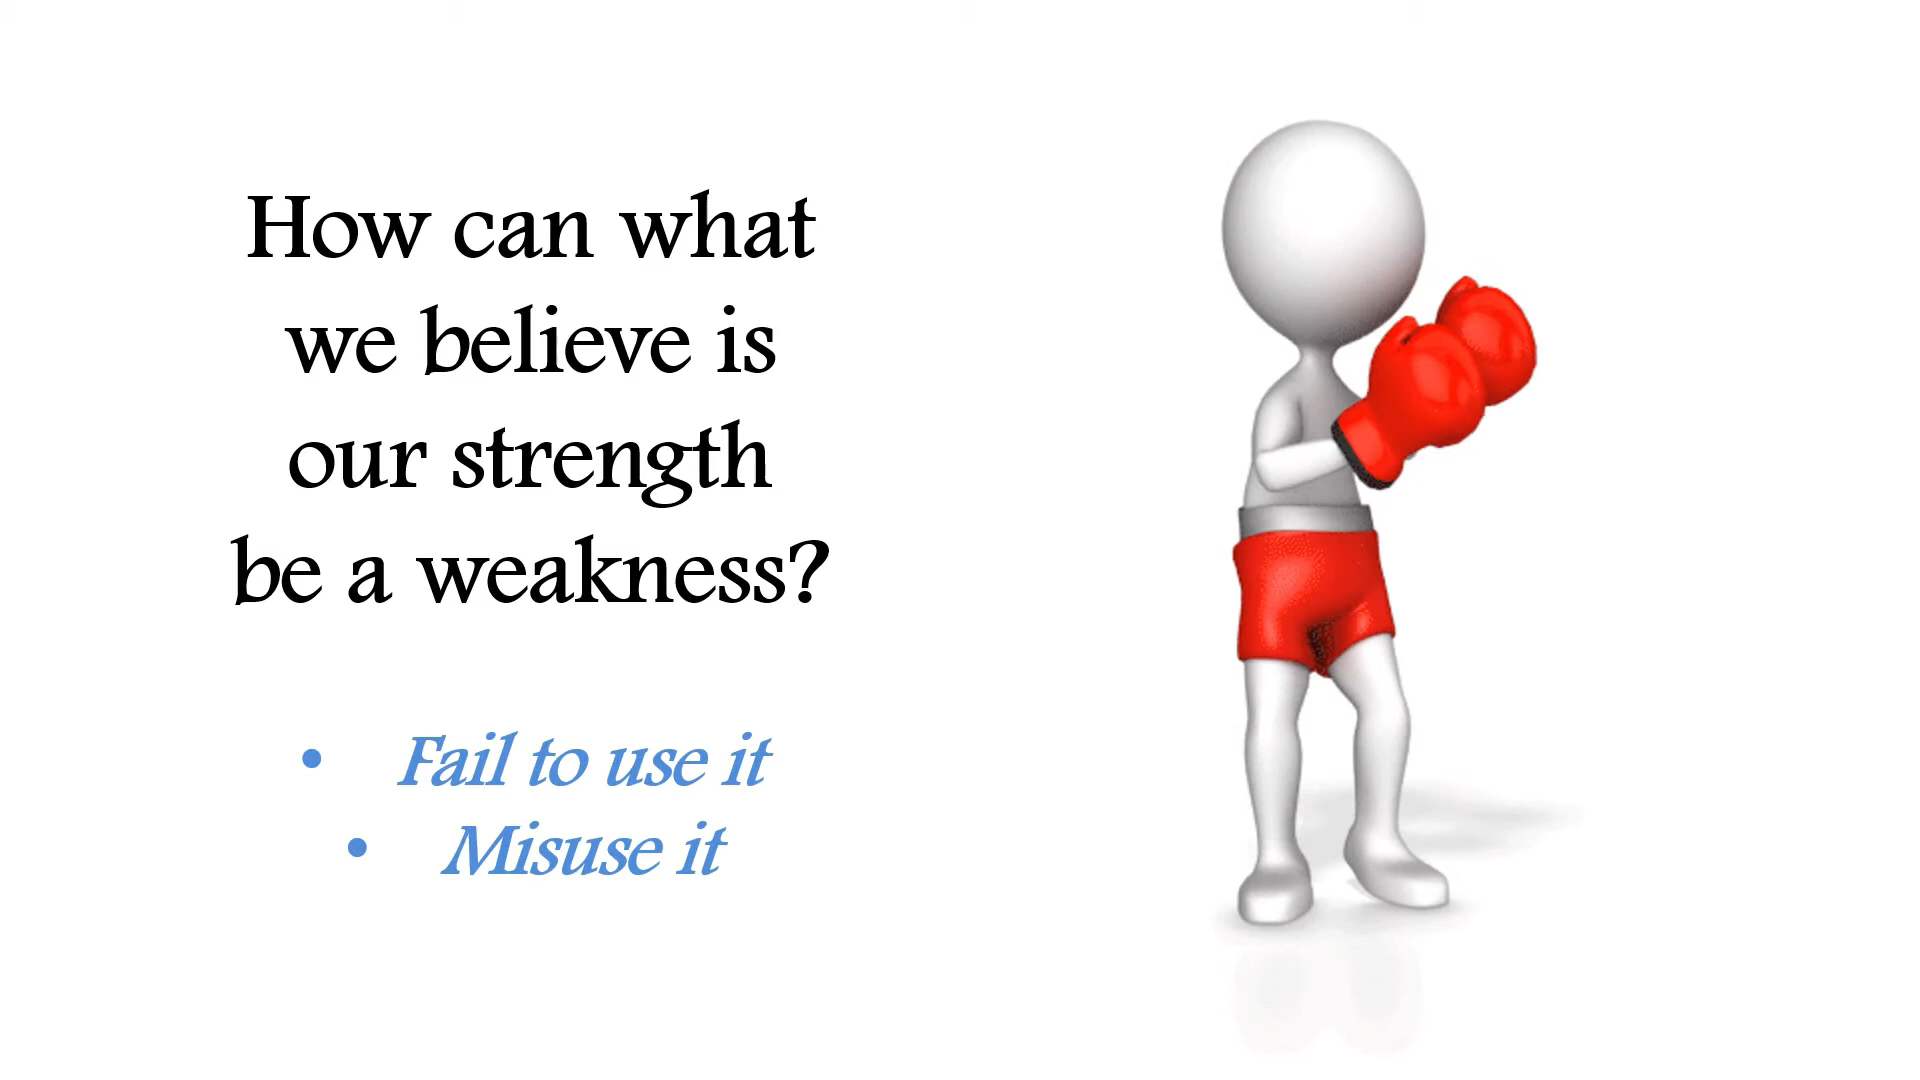 How can what
we believe is
our strength
be a weakness?
• Fail to use it
• Misuse it